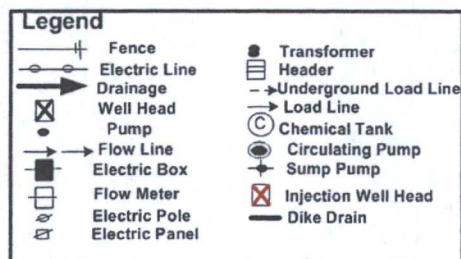 Legend
Fence
Electric Line
Drainage
Well Head
Pump
Flow Line
Electric Box
Flow Meter
Electric Pole
Electric Panel
Transformer
Header
Underground Load Line
Load Line
C Chemical Tank
Circulating Pump
Sump Pump
Injection Well Head
Dike Drain